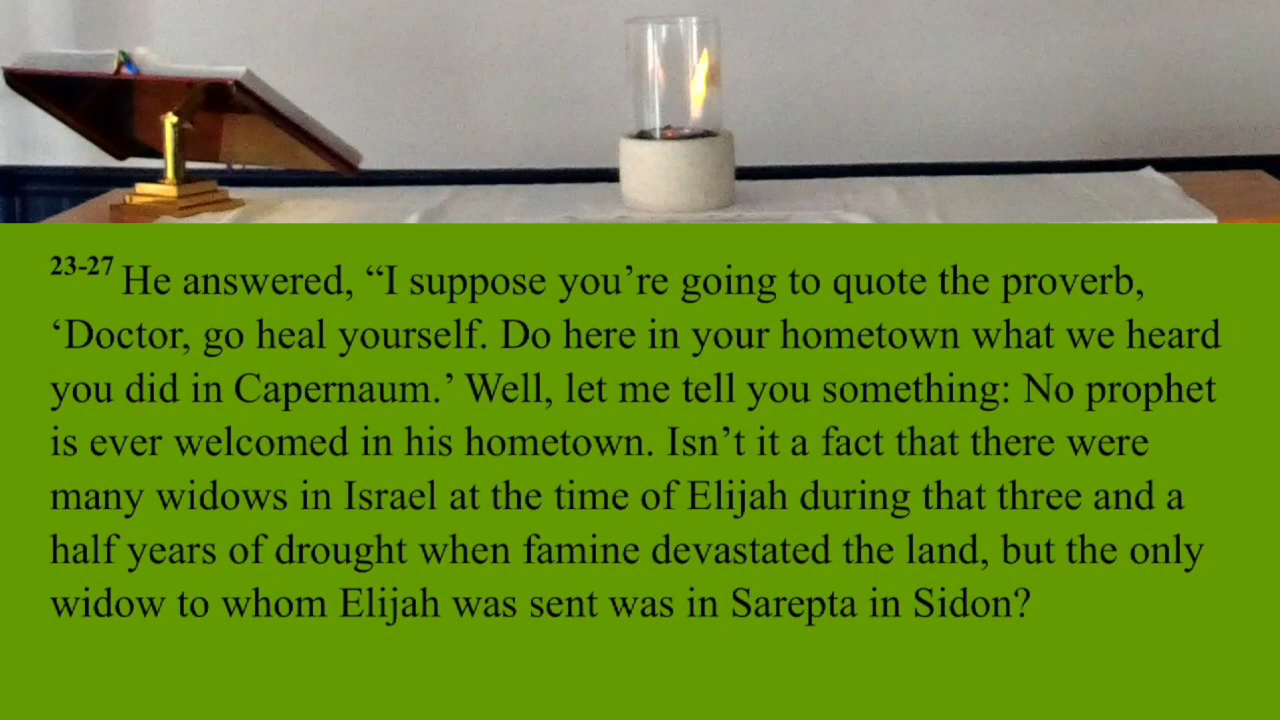 23-27 He answered, “I suppose you’re going to quote the proverb,
‘Doctor, go heal yourself. Do here in your hometown what we heard
you did in Capernaum.’ Well, let me tell you something: No prophet
is ever welcomed in his hometown. Isn’t it a fact that there were
many widows in Israel at the time of Elijah during that three and a
half years of drought when famine devastated the land, but the only
widow to whom Elijah was sent was in Sarepta in Sidon?